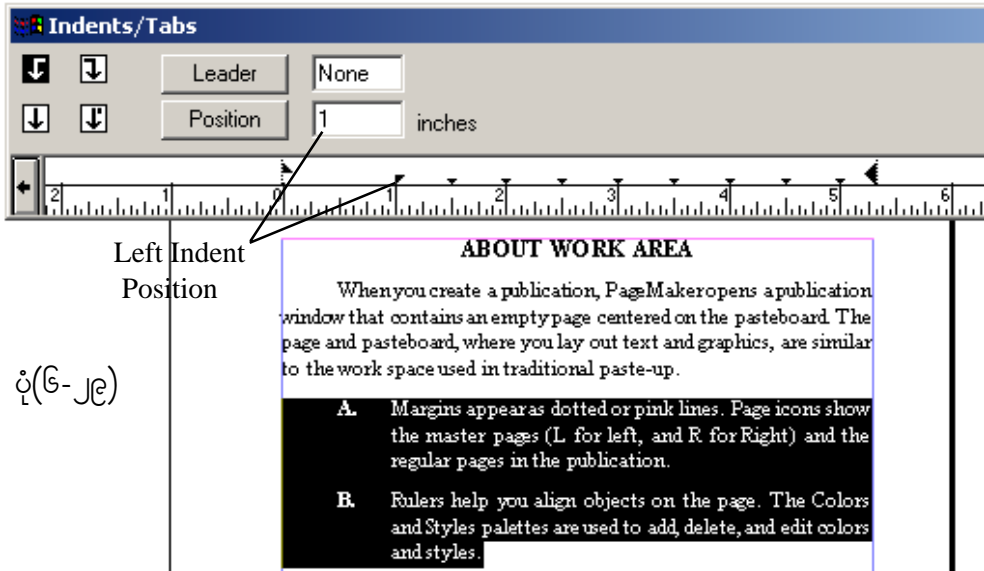 Indents/Tabs
Leader None
Position 1 inches
2 1 0 1 2 3 4 5 6
Left Indent
Position
ABOUT WORK AREA
When you create a publication, PageMaker opens a publication
window that contains an empty page centered on the pasteboard. The
page and pasteboard, where you lay out text and graphics, are similar
to the work space used in traditional paste-up.
ပုံ(၆-၂၉)
A. Margins appear as dotted or pink lines. Page icons show
the master pages (L for left, and R for Right) and the
regular pages in the publication.
B. Rulers help you align objects on the page. The Colors
and Styles palettes are used to add, delete, and edit colors
and styles.